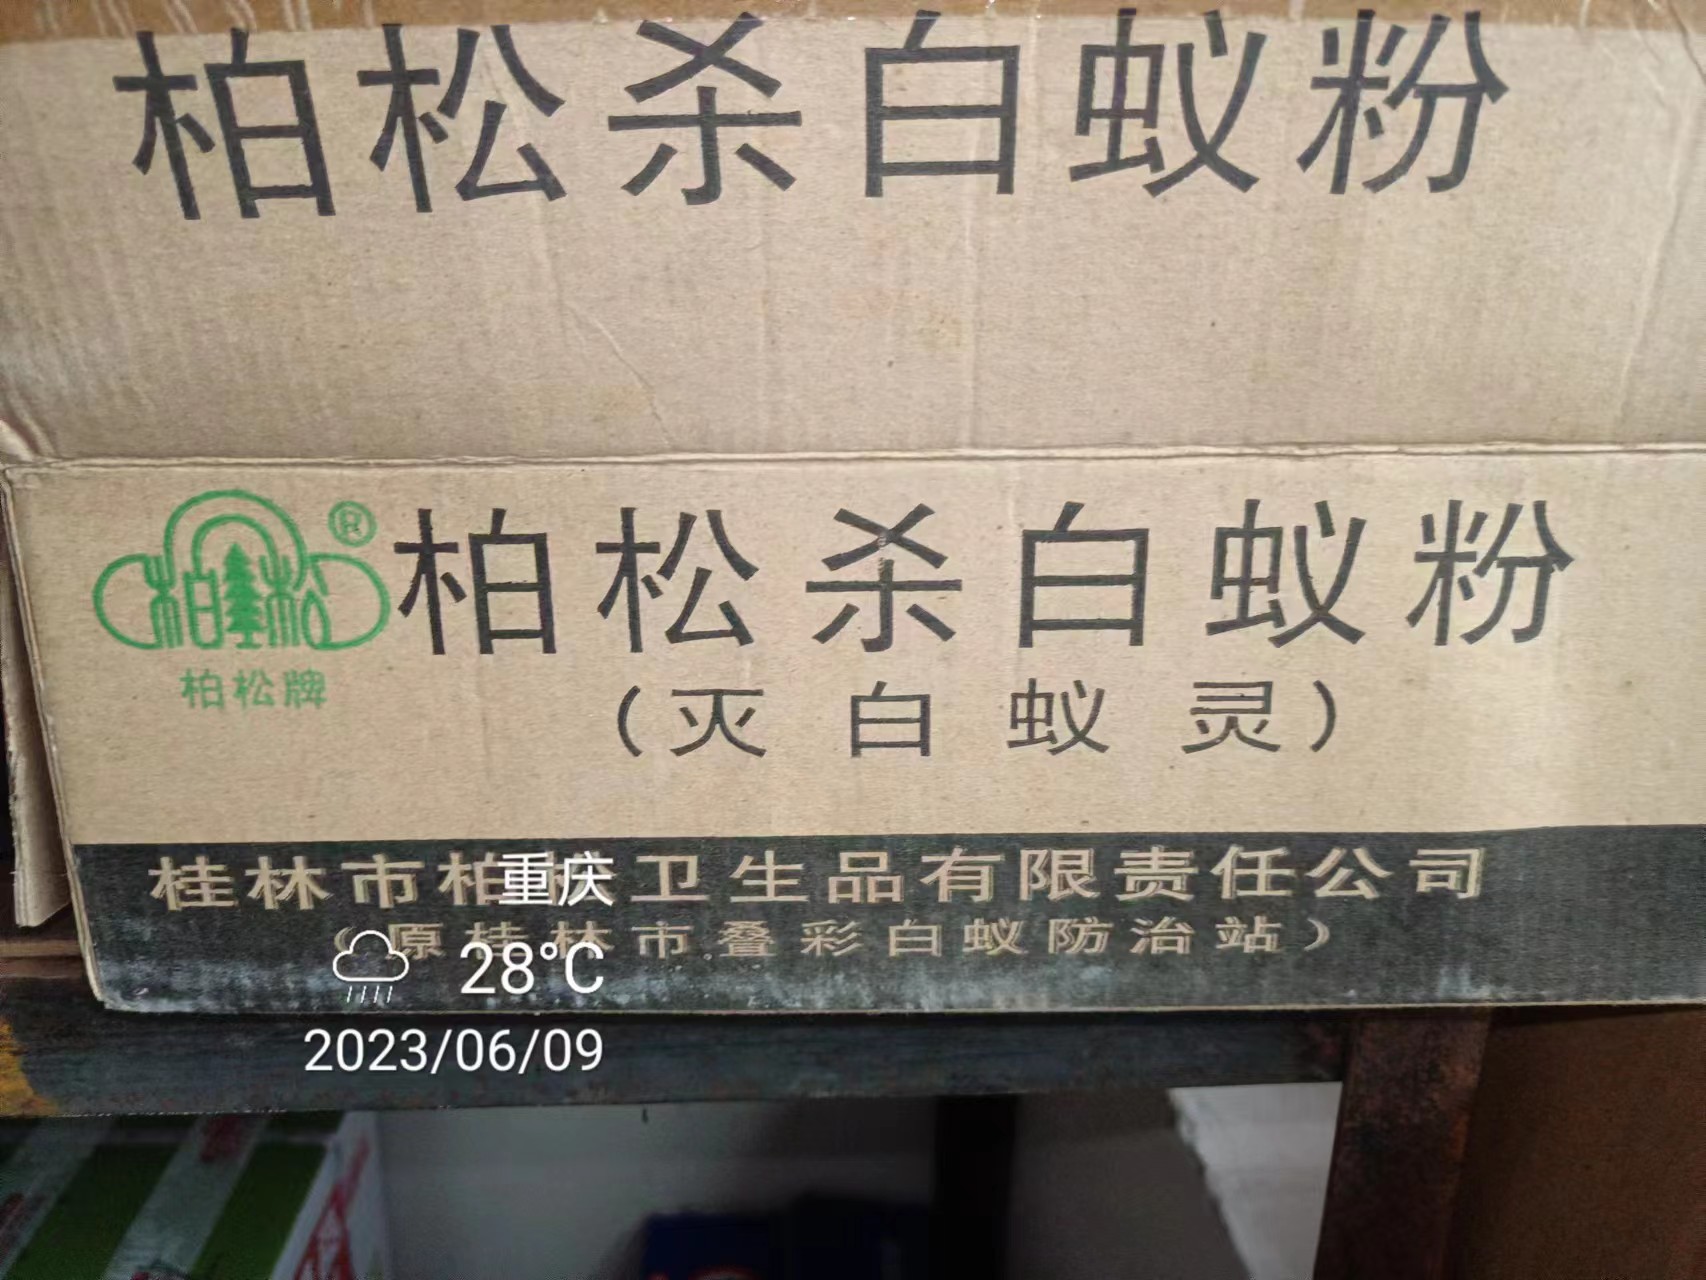 柏松杀白蚁粉
柏松
®
柏松牌
柏松杀白蚁粉
(灭白蚁灵)
桂林市柏 卫生品有限责任公司
(原桂林市叠彩白蚁防治站)
重庆
28°C
2023/06/09